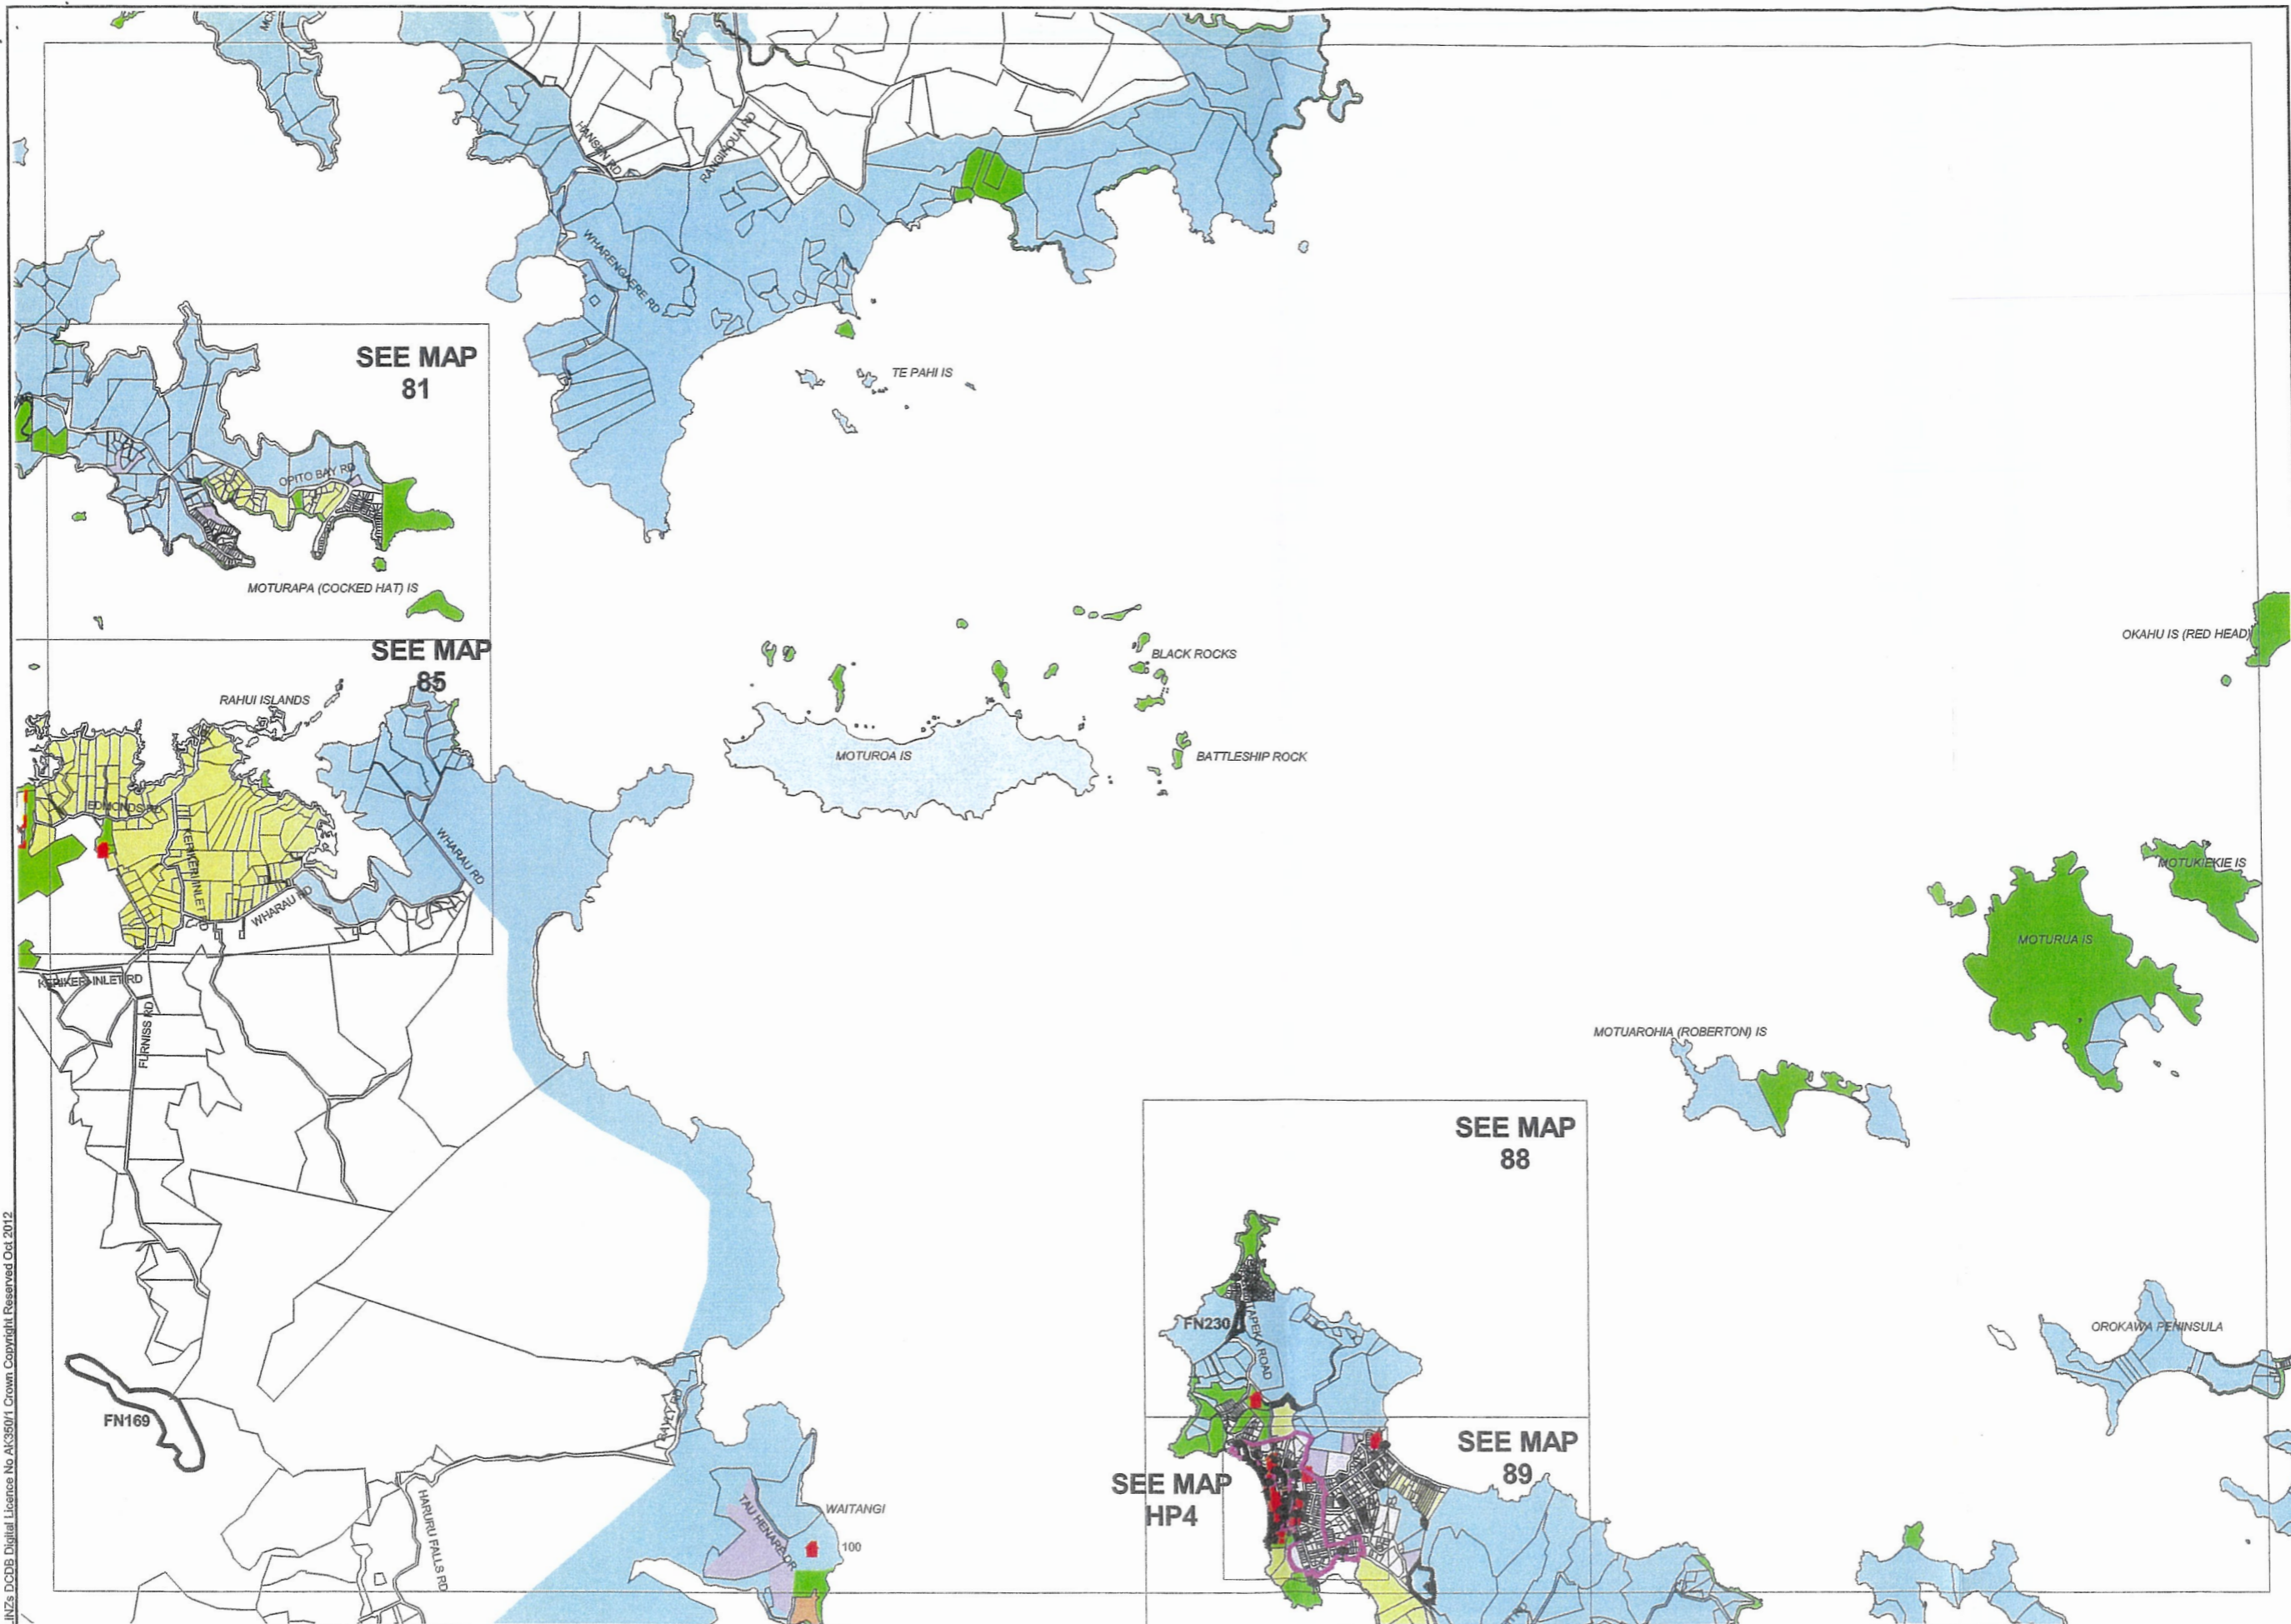 HANSEN RD
RANGIHOUA RD
WHARENGAERE RD
SEE MAP
81
TE PAHI IS
OPITO BAY RD
MOTURAPA (COCKED HAT) IS
SEE MAP
85
RAHUI ISLANDS
BLACK ROCKS
OKAHU IS (RED HEAD)
MOTUROA IS
BATTLESHIP ROCK
EDMONDS RD
KERIKERI INLET
WHARAU RD
WHARAU RD
MOTUKIEKIE IS
MOTURUA IS
KERIKERI INLET RD
FURNISS RD
MOTUAROHIA (ROBERTON) IS
SEE MAP
88
FN230
TAPEKA ROAD
OROKAWA PENINSULA
FN169
RAYLY RD
SEE MAP
89
SEE MAP
HP4
HARURU FALLS RD
TAU HENARE DR
WAITANGI
100
LINZs DCDB Digital Licence No AK350/1 Crown Copyright Reserved Oct 2012